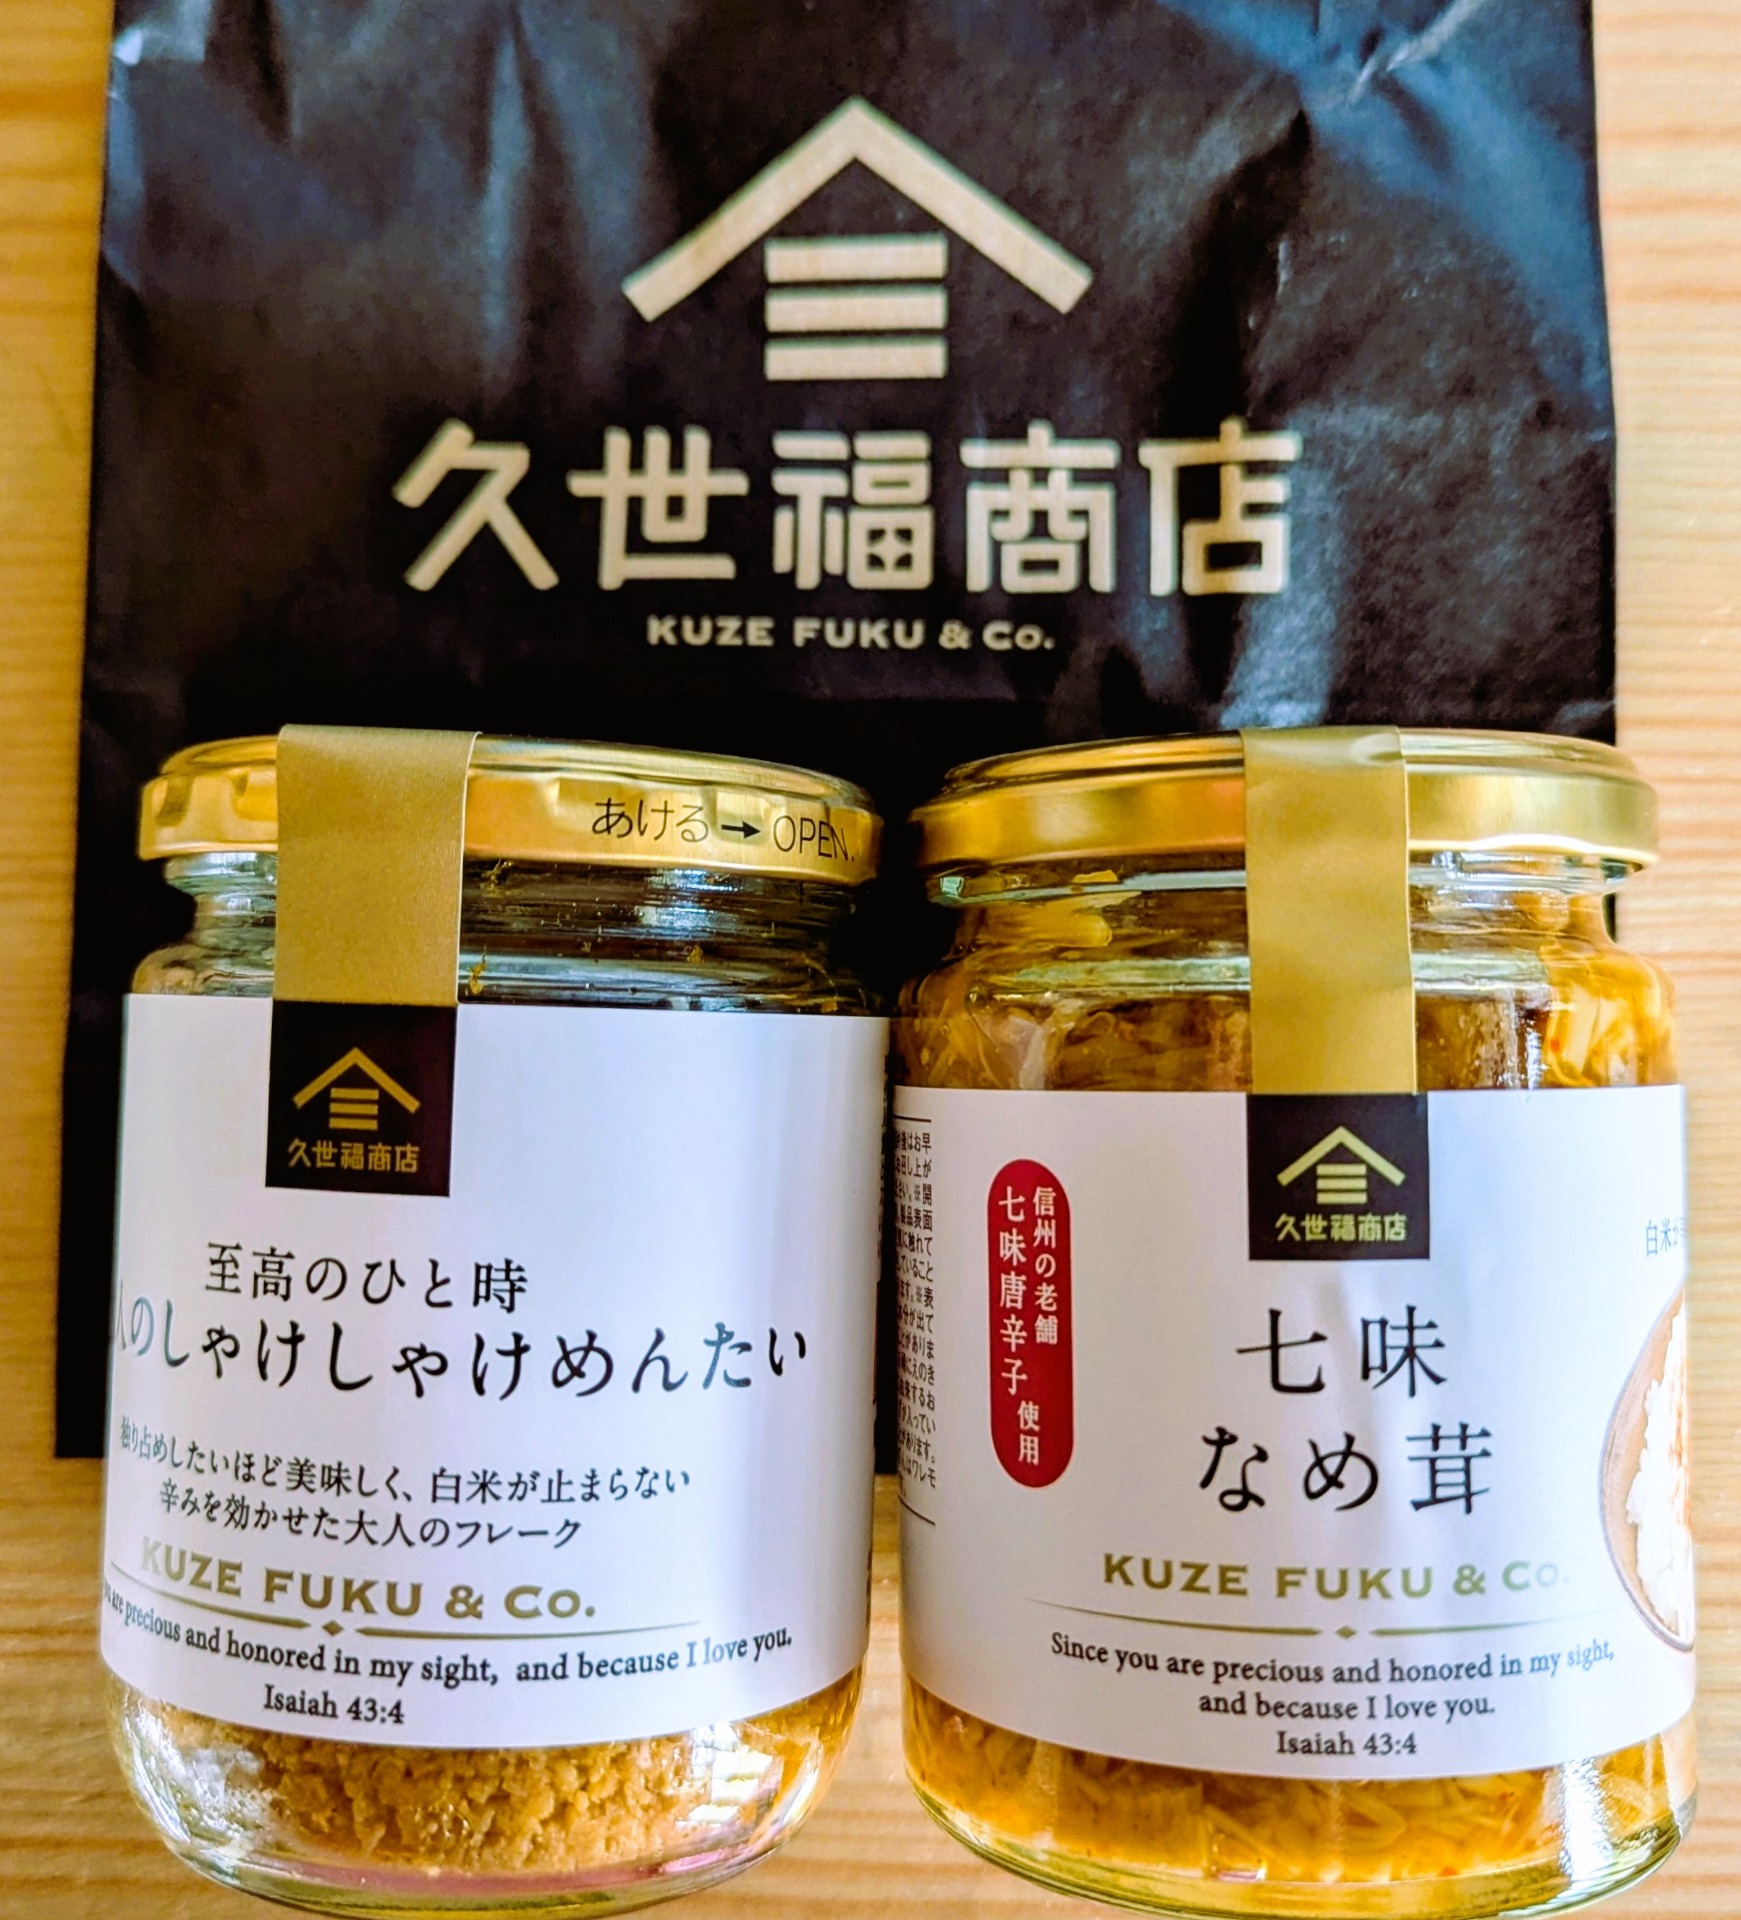 久世福商店
KUZE FUKU & Co.
あける→OPEN.
久世福商店
至高のひと時
人のしゃけしゃけめんたい
独り占めしたいほど美味しく、白米が止まらない
辛みを効かせた大人のフレーク
KUZE FUKU & Co.
you are precious and honored in my sight, and because I love you.
Isaiah 43:4
久世福商店
信州の老舗
七味唐辛子使用
七味
なめ茸
KUZE FUKU & Co.
Since you are precious and honored in my sight,
and because I love you.
Isaiah 43:4
白米が